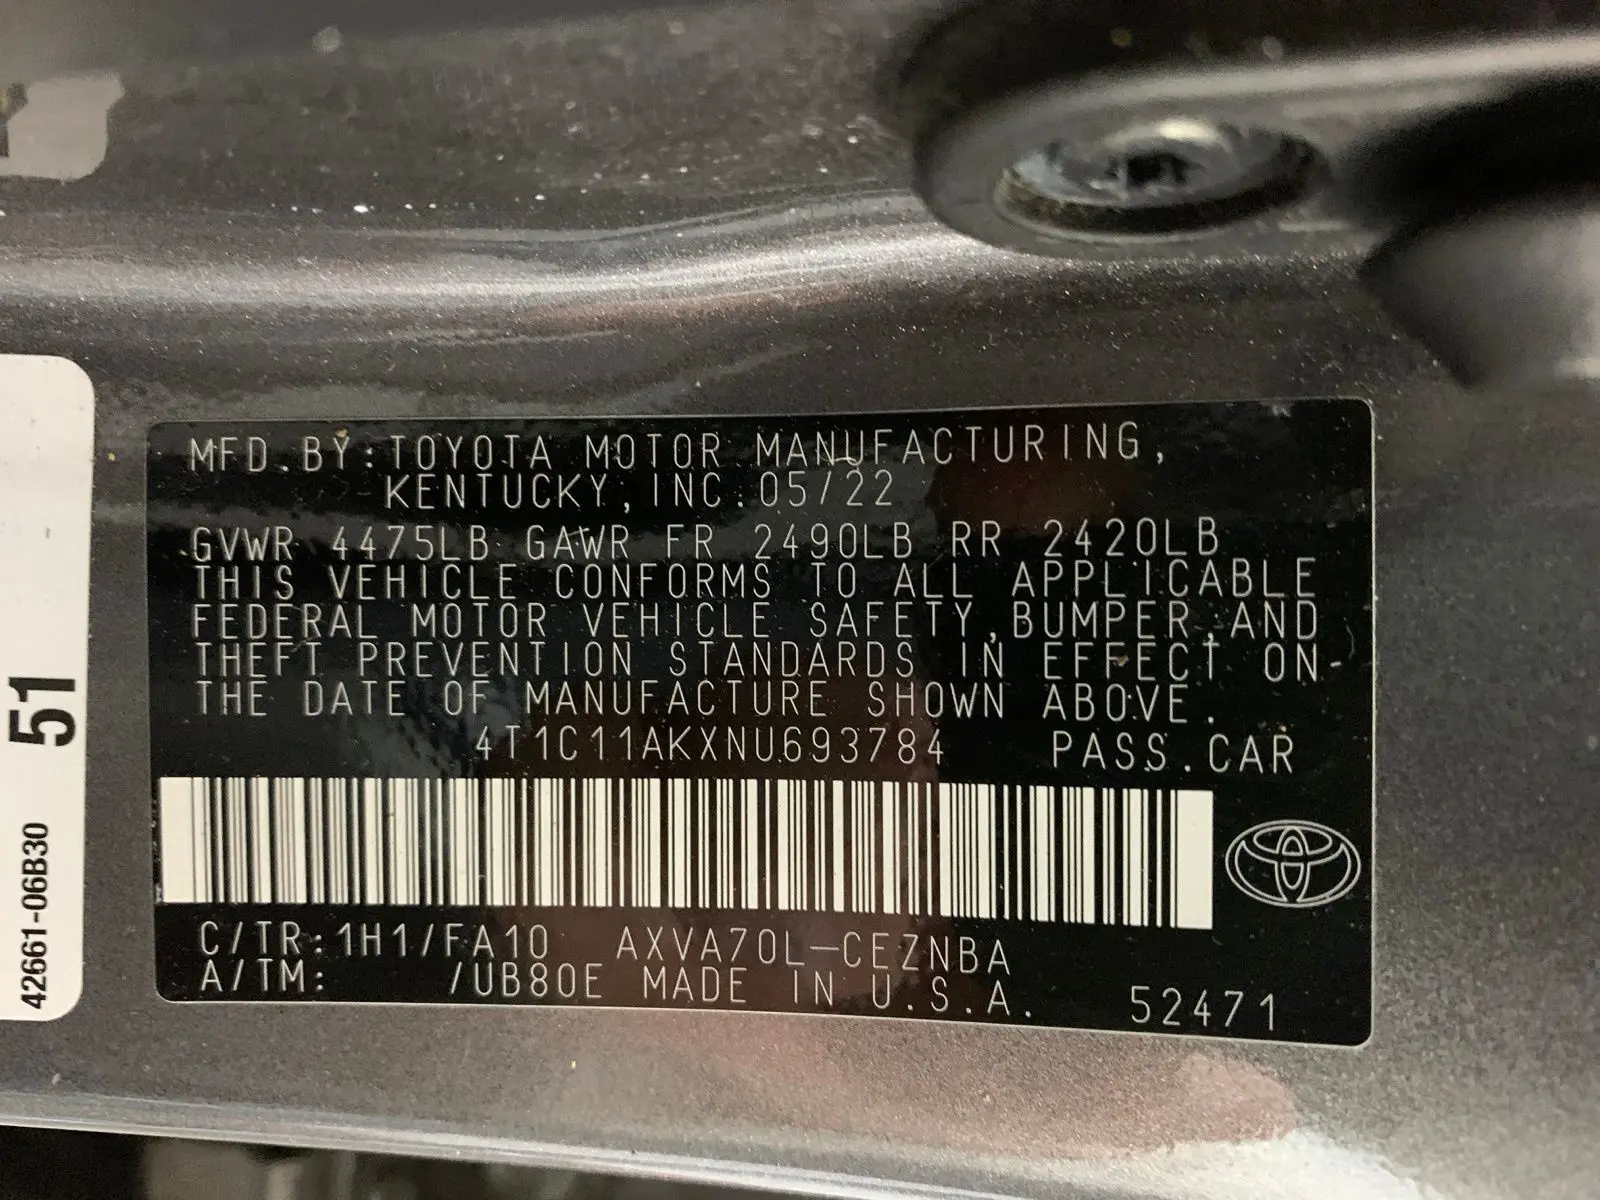 MFD.BY:TOYOTA MOTOR MANUFACTURING,
KENTUCKY,INC.05/22
GVWR 4475LB GAWR FR 2490LB RR 2420LB
THIS VEHICLE CONFORMS TO ALL APPLICABLE
FEDERAL MOTOR VEHICLE SAFETY,BUMPER,AND
THEFT PREVENTION STANDARDS IN EFFECT ON
THE DATE OF MANUFACTURE SHOWN ABOVE.
4T1C11AKXNU693784 PASS.CAR
C/TR:1H1/FA10 AXVA70L-CEZNBA
A/TM: /UB80E MADE IN U.S.A. 52471
51
42661-06B30